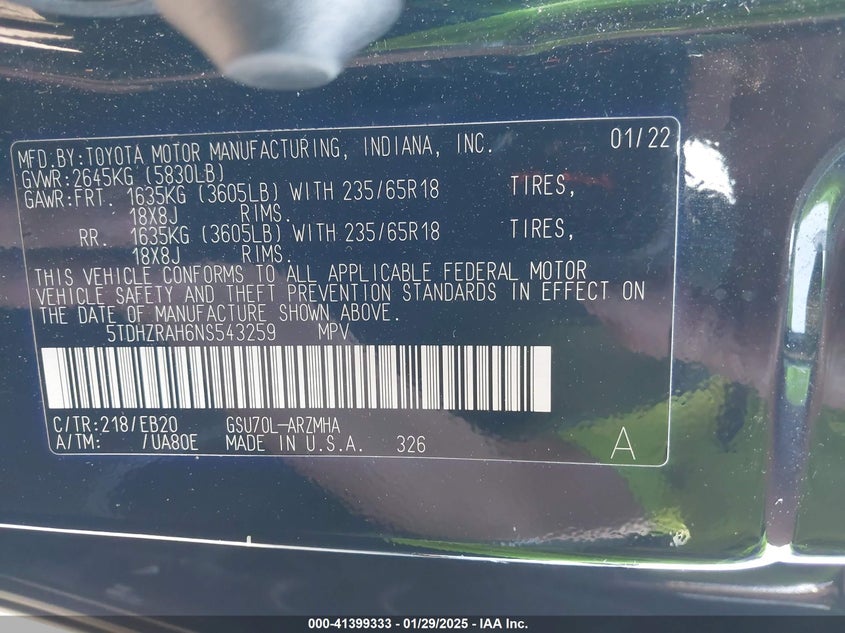 MFD.BY:TOYOTA MOTOR MANUFACTURING, INDIANA, INC. 01/22
GVWR:2645KG (5830LB)
GAWR:FRT. 1635KG (3605LB) WITH 235/65R18 TIRES,
18X8J RIMS.
RR. 1635KG (3605LB) WITH 235/65R18 TIRES,
18X8J RIMS.
THIS VEHICLE CONFORMS TO ALL APPLICABLE FEDERAL MOTOR
VEHICLE SAFETY AND THEFT PREVENTION STANDARDS IN EFFECT ON
THE DATE OF MANUFACTURE SHOWN ABOVE.
5TDHZRAH6NS543259 MPV
C/TR:218/EB20 GSU70L-ARZMHA
A/TM: /UA80E MADE IN U.S.A. 326 A
000-41399333 - 01/29/2025 - IAA Inc.